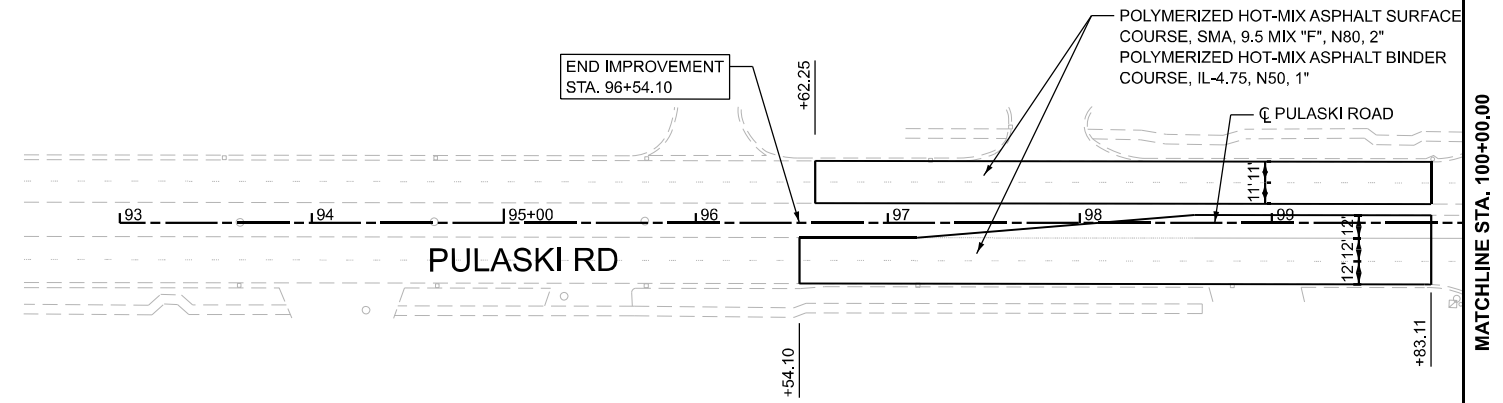 POLYMERIZED HOT-MIX ASPHALT SURFACE
COURSE, SMA, 9.5 MIX "F", N80, 2"
POLYMERIZED HOT-MIX ASPHALT BINDER
COURSE, IL-4.75, N50, 1"
END IMPROVEMENT
STA. 96+54.10
+62.25
℄ PULASKI ROAD
11' 11'
93 94 95+00 96 97 98 99
PULASKI RD
12' 12' 12'
+54.10
+83.11
MATCHLINE STA. 100+00.00